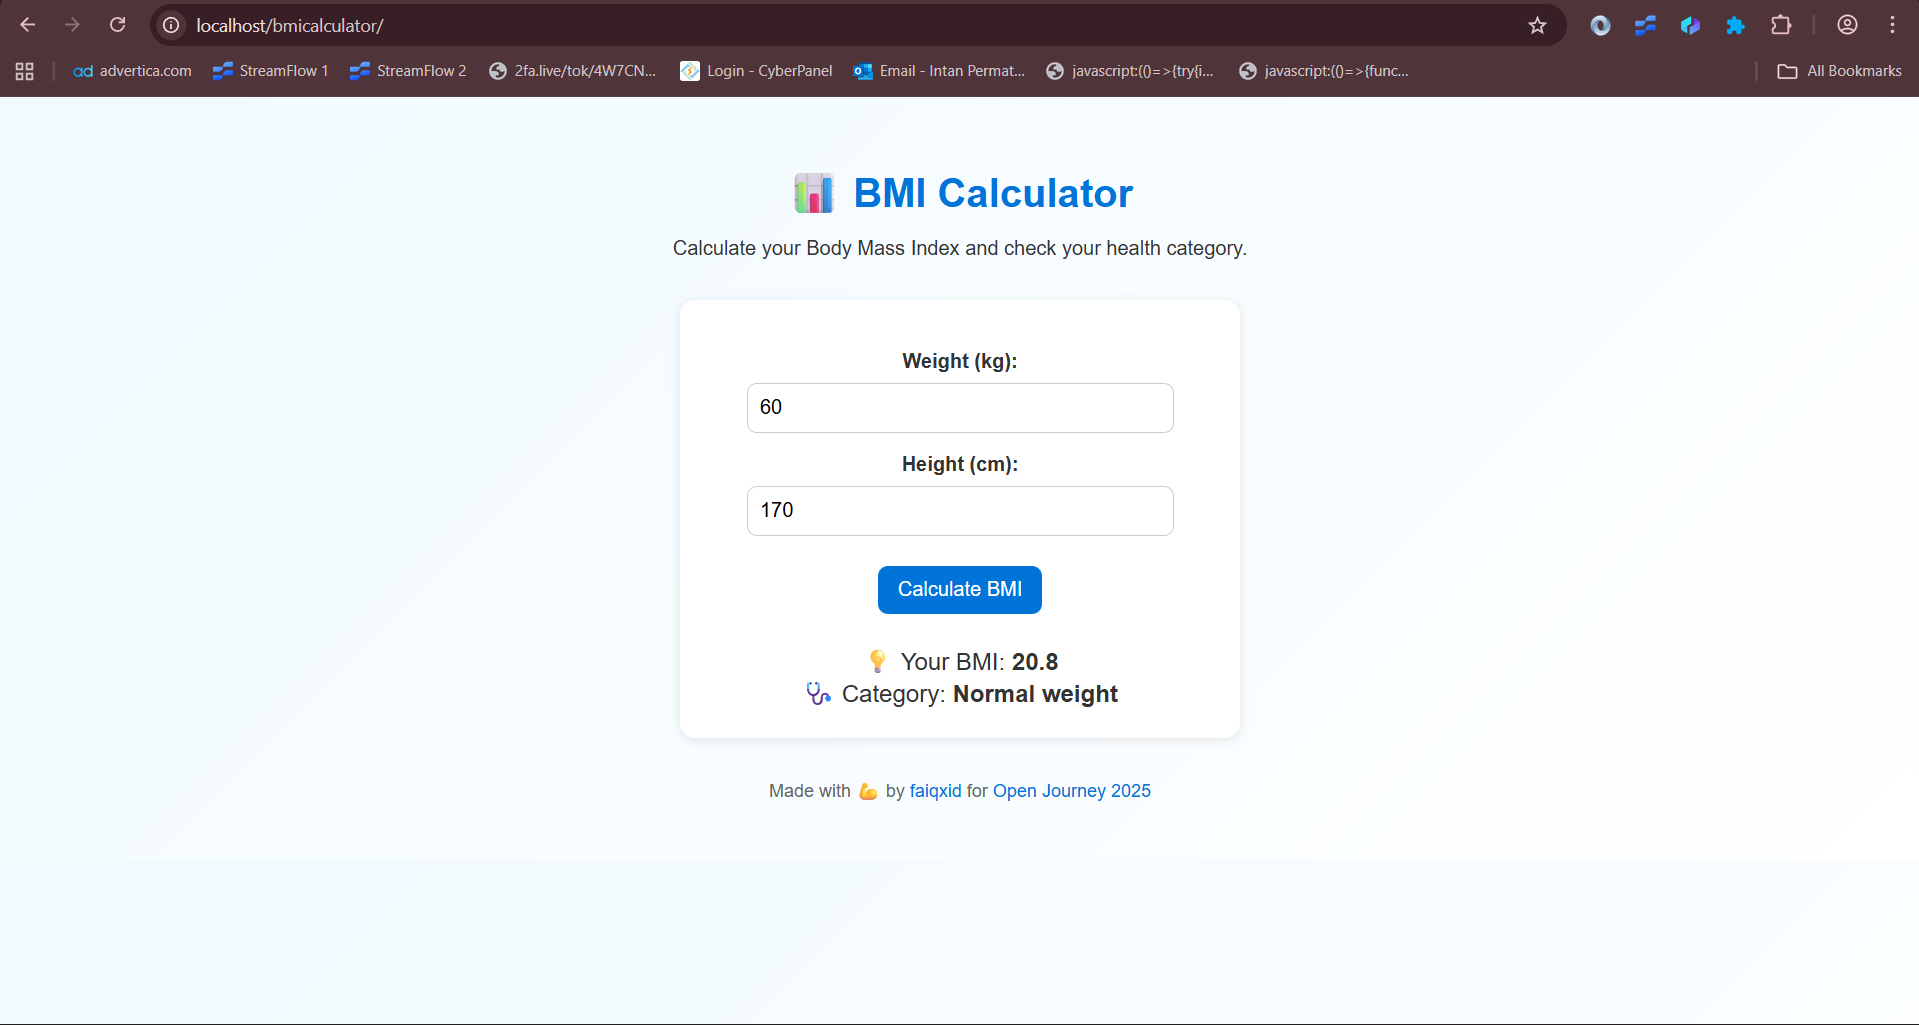 localhost/bmicalculator/
ad advertica.com StreamFlow 1 StreamFlow 2 2fa.live/tok/4W7CN... Login - CyberPanel Email - Intan Permat... javascript:(()=>{try{i... javascript:(()=>{func... All Bookmarks
BMI Calculator
Calculate your Body Mass Index and check your health category.
Weight (kg):
60
Height (cm):
170
Calculate BMI
Your BMI: 20.8
Category: Normal weight
Made with 💪 by faiqxid for Open Journey 2025